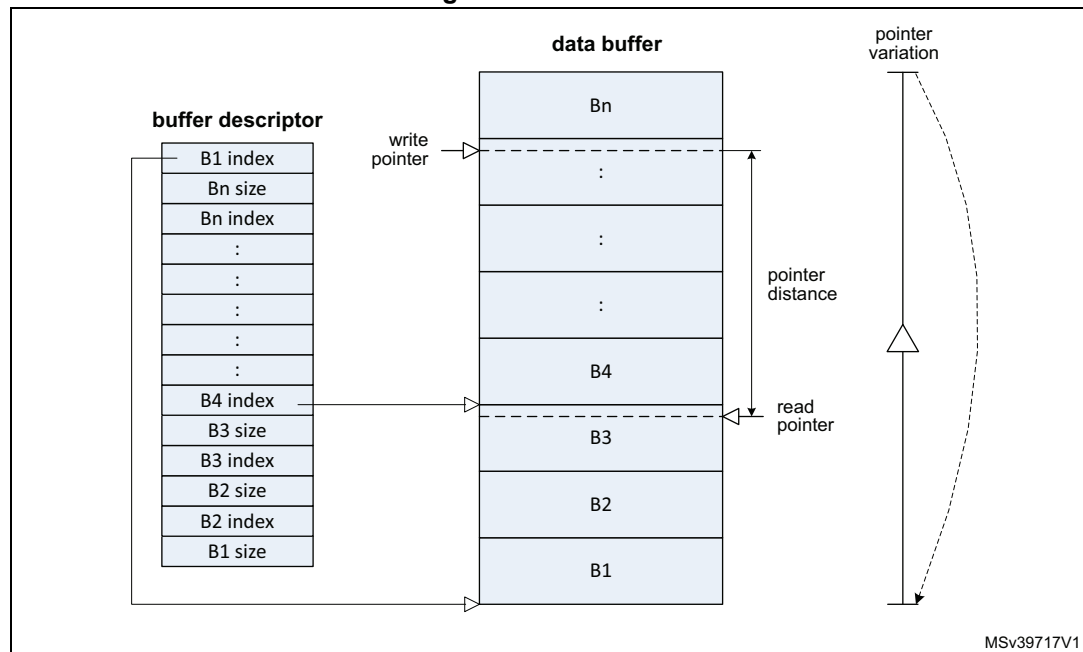 data buffer
pointer
variation
buffer descriptor
write
pointer
B1 index
Bn size
Bn index
:
:
:
:
:
B4 index
B3 size
B3 index
B2 size
B2 index
B1 size
Bn
:
:
:
B4
B3
B2
B1
pointer
distance
read
pointer
MSv39717V1